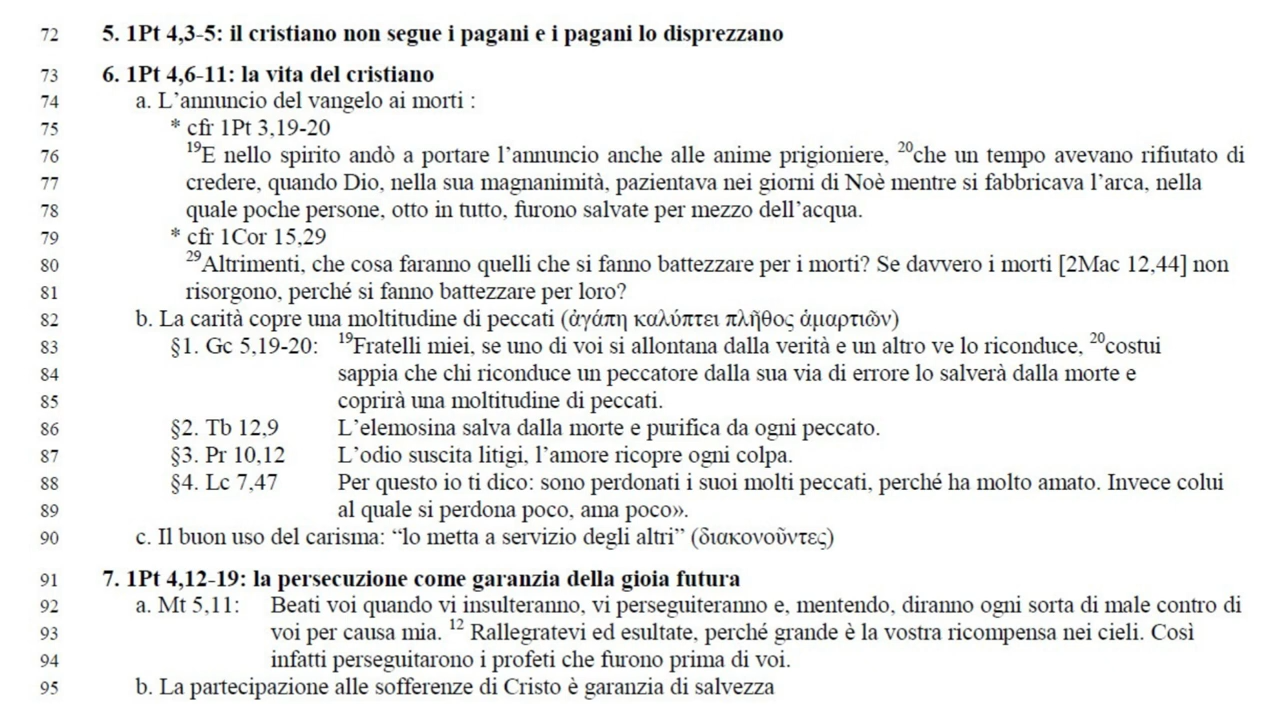 72 5. 1Pt 4,3-5: il cristiano non segue i pagani e i pagani lo disprezzano
73 6. 1Pt 4,6-11: la vita del cristiano
74 a. L’annuncio del vangelo ai morti :
75 * cfr 1Pt 3,19-20
76 ¹⁹E nello spirito andò a portare l’annuncio anche alle anime prigioniere, ²⁰che un tempo avevano rifiutato di
77 credere, quando Dio, nella sua magnanimità, pazientava nei giorni di Noè mentre si fabbricava l’arca, nella
78 quale poche persone, otto in tutto, furono salvate per mezzo dell’acqua.
79 * cfr 1Cor 15,29
80 ²⁹Altrimenti, che cosa faranno quelli che si fanno battezzare per i morti? Se davvero i morti [2Mac 12,44] non
81 risorgono, perché si fanno battezzare per loro?
82 b. La carità copre una moltitudine di peccati (ἀγάπη καλύπτει πλῆθος ἁμαρτιῶν)
83 §1. Gc 5,19-20: ¹⁹Fratelli miei, se uno di voi si allontana dalla verità e un altro ve lo riconduce, ²⁰costui
84 sappia che chi riconduce un peccatore dalla sua via di errore lo salverà dalla morte e
85 coprirà una moltitudine di peccati.
86 §2. Tb 12,9 L’elemosina salva dalla morte e purifica da ogni peccato.
87 §3. Pr 10,12 L’odio suscita litigi, l’amore ricopre ogni colpa.
88 §4. Lc 7,47 Per questo io ti dico: sono perdonati i suoi molti peccati, perché ha molto amato. Invece colui
89 al quale si perdona poco, ama poco».
90 c. Il buon uso del carisma: “lo metta a servizio degli altri” (διακονοῦντες)
91 7. 1Pt 4,12-19: la persecuzione come garanzia della gioia futura
92 a. Mt 5,11: Beati voi quando vi insulteranno, vi perseguiteranno e, mentendo, diranno ogni sorta di male contro di
93 voi per causa mia. ¹² Rallegratevi ed esultate, perché grande è la vostra ricompensa nei cieli. Così
94 infatti perseguitarono i profeti che furono prima di voi.
95 b. La partecipazione alle sofferenze di Cristo è garanzia di salvezza